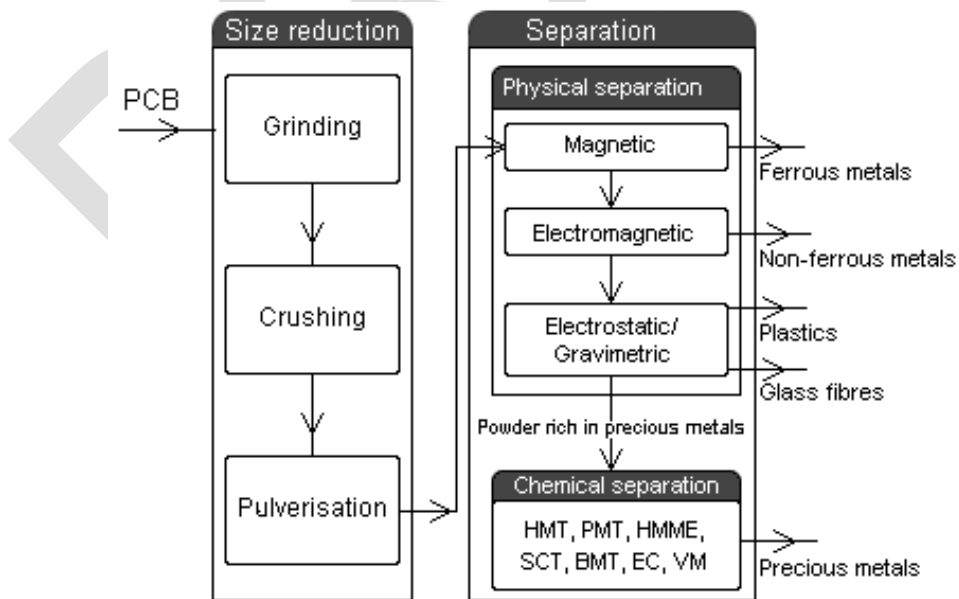 Size reduction
Separation
PCB
Grinding
Crushing
Pulverisation
Physical separation
Magnetic
Ferrous metals
Electromagnetic
Non-ferrous metals
Electrostatic/
Gravimetric
Plastics
Glass fibres
Powder rich in precious metals
Chemical separation
HMT, PMT, HMME,
SCT, BMT, EC, VM
Precious metals